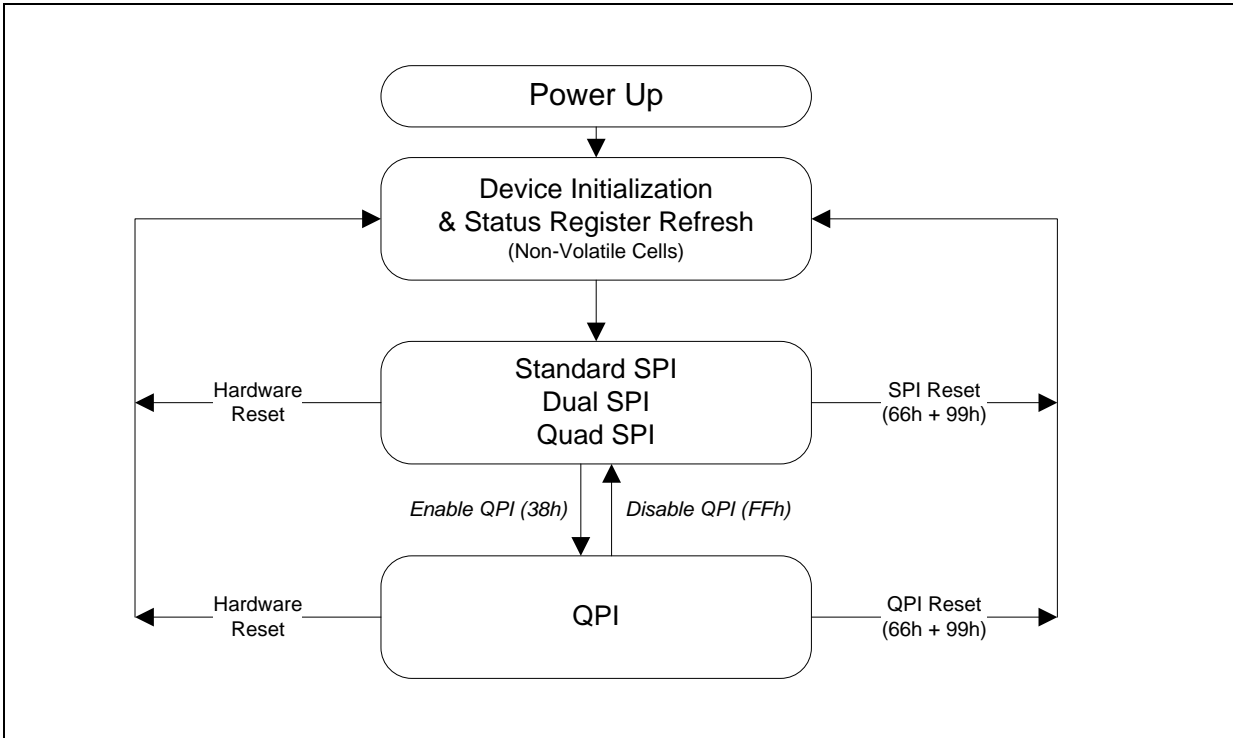 Power Up
Device Initialization
& Status Register Refresh
(Non-Volatile Cells)
Standard SPI
Dual SPI
Quad SPI
Hardware
Reset
SPI Reset
(66h + 99h)
Enable QPI (38h)
Disable QPI (FFh)
Hardware
Reset
QPI
QPI Reset
(66h + 99h)